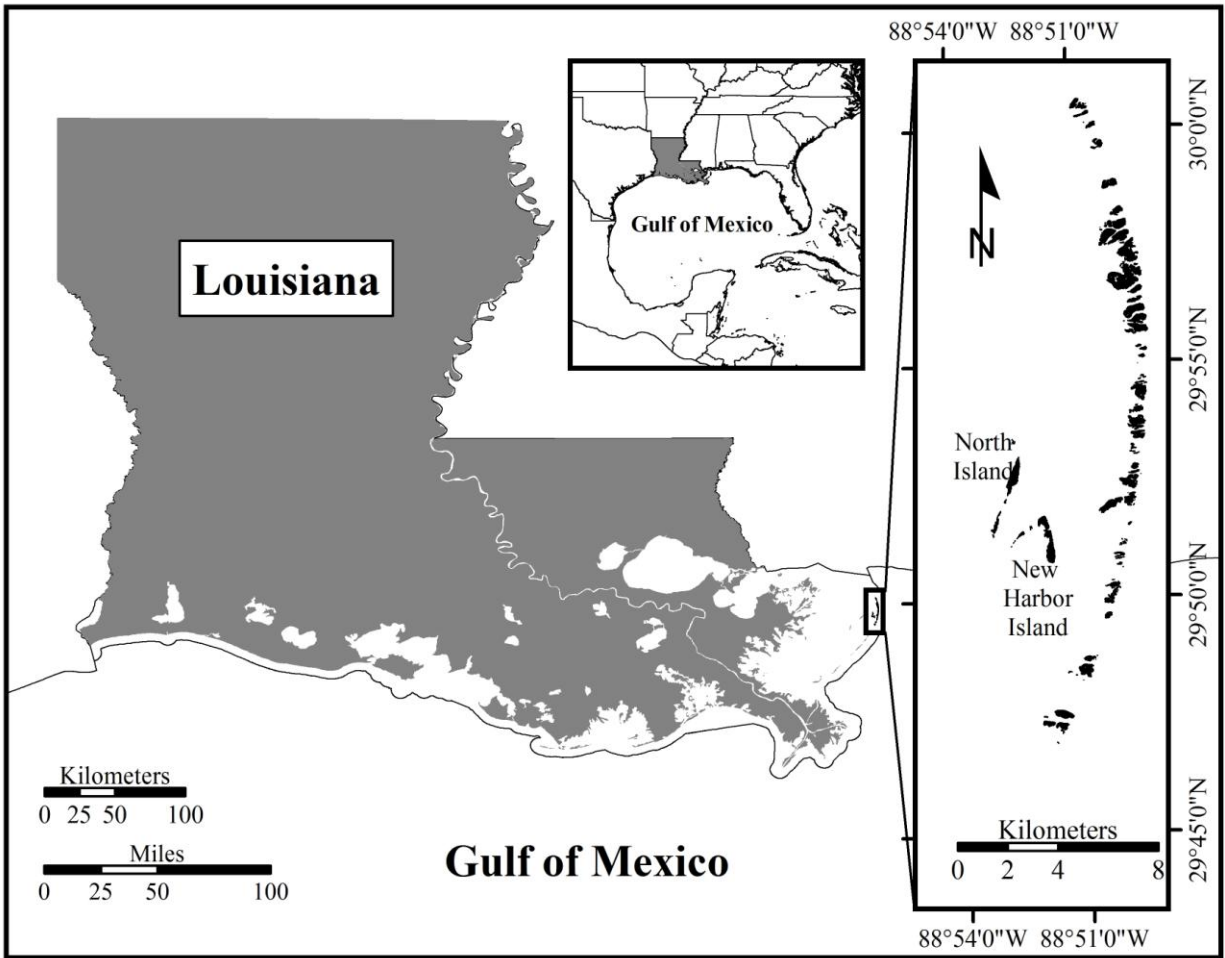 88°54'0"W 88°51'0"W
Louisiana
Gulf of Mexico
N
30°0'0"N
29°55'0"N
North
Island
New
Harbor
Island
29°50'0"N
Kilometers
0 25 50 100
Miles
0 25 50 100
Gulf of Mexico
Kilometers
0 2 4 8
29°45'0"N
88°54'0"W 88°51'0"W